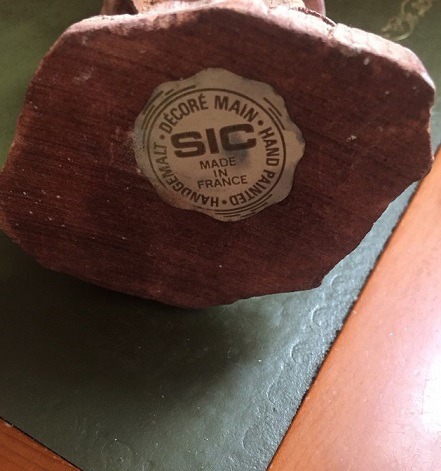 DÉCORÉ MAIN • HAND PAINTED • HANDGEMALT •
SIC
MADE
IN
FRANCE